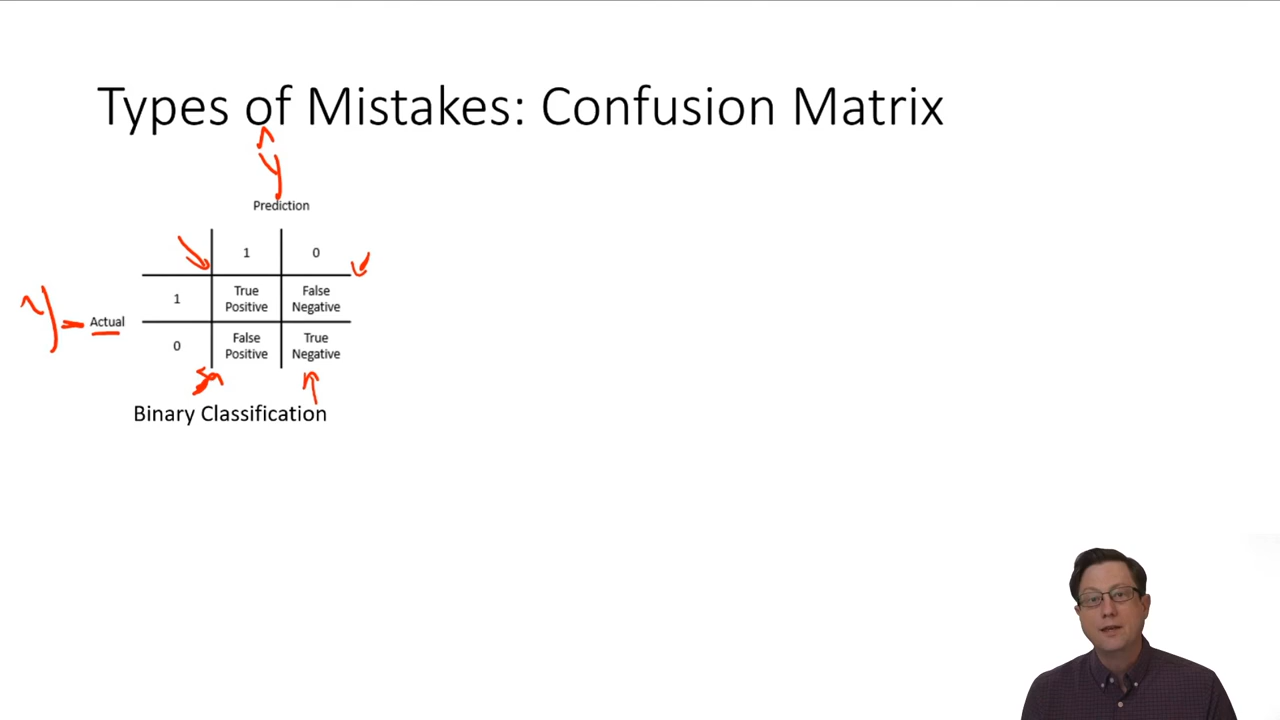 Types of Mistakes: Confusion Matrix
ŷ
Prediction
1 0
1 True Positive False Negative
y Actual
0 False Positive True Negative
Binary Classification